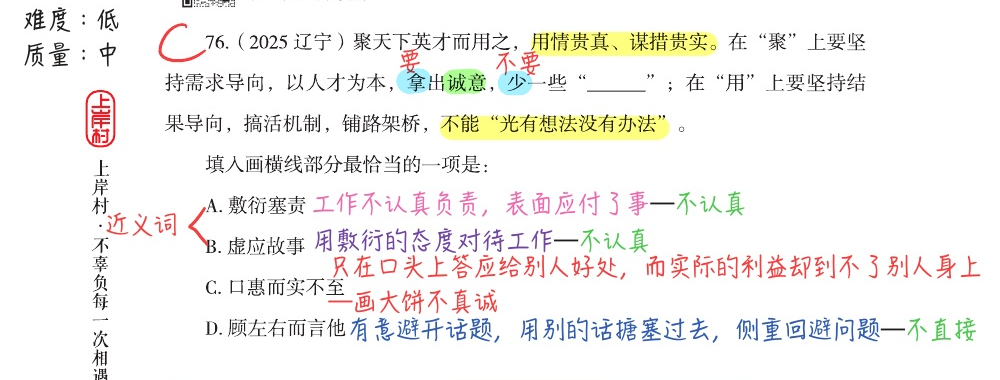 难度：低
质量：中
C
76.（2025 辽宁）聚天下英才而用之，用情贵真、谋措贵实。在“聚”上要坚
要 不要
持需求导向，以人才为本，拿出诚意，少一些“______”；在“用”上要坚持结
果导向，搞活机制，铺路架桥，不能“光有想法没有办法”。
填入画横线部分最恰当的一项是：
A. 敷衍塞责 工作不认真负责，表面应付了事—不认真
近义词
B. 虚应故事 用敷衍的态度对待工作—不认真
只在口头上答应给别人好处，而实际的利益却到不了别人身上
C. 口惠而实不至
—画大饼不真诚
D. 顾左右而言他 有意避开话题，用别的话搪塞过去，侧重回避问题—不直接
上岸村
上岸村·不辜负每一次相遇